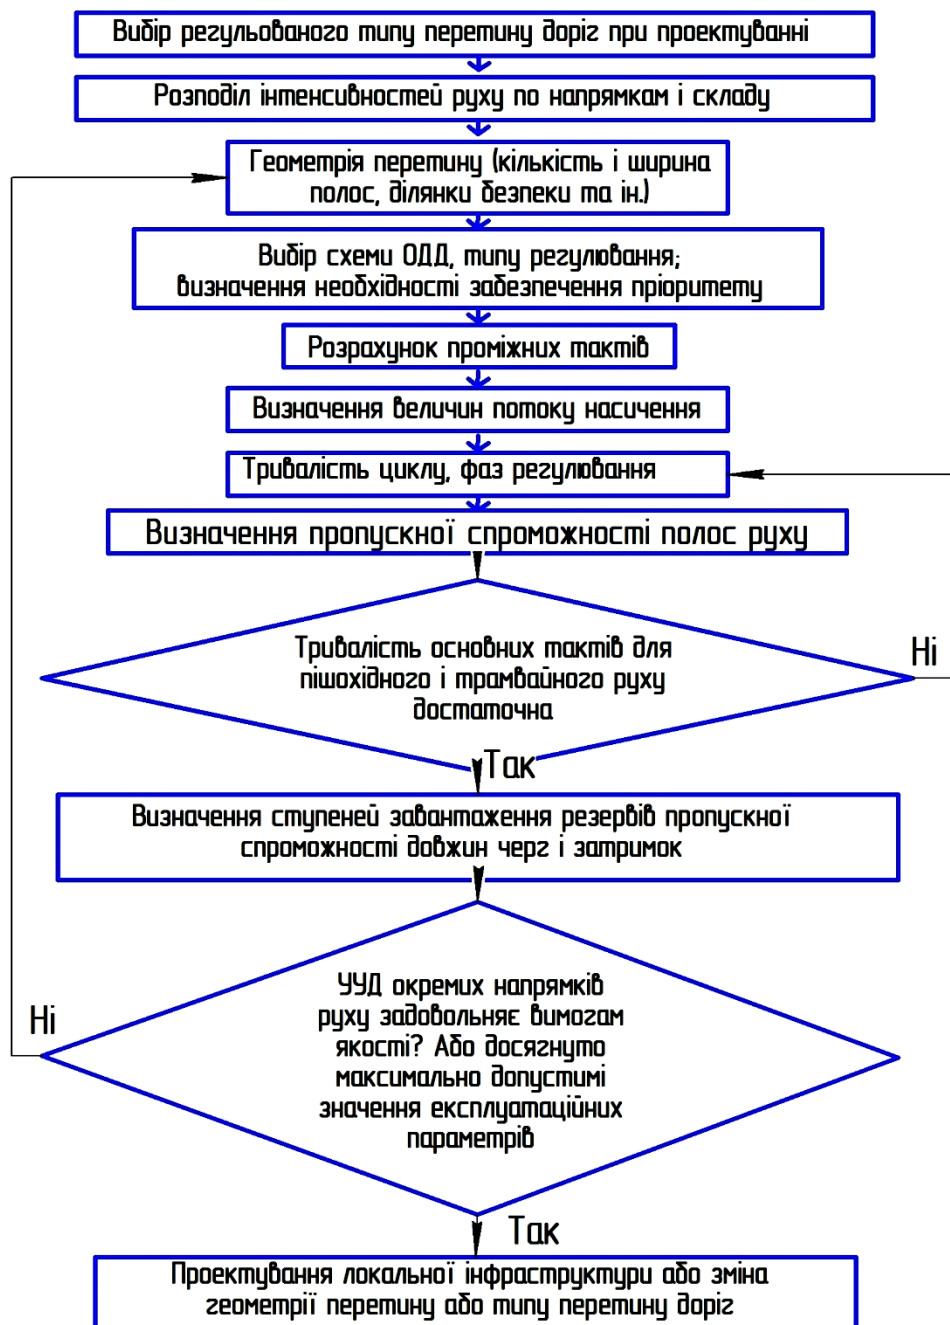 Вибір регульованого типу перетину доріг при проектуванні
Розподіл інтенсивностей руху по напрямкам і складу
Геометрія перетину (кількість і ширина
полос, ділянки безпеки та ін.)
Вибір схеми ОДД, типу регулювання;
визначення необхідності забезпечення пріоритету
Розрахунок проміжних тактів
Визначення величин потоку насичення
Тривалість циклу, фаз регулювання
Визначення пропускної спроможності полос руху
Тривалість основних тактів для
пішохідного і трамвайного руху
достатна
Ні
Так
Визначення ступеней завантаження резервів пропускної
спроможності довжин черг і затримок
УУД окремих напрямків
руху задовольняє вимогам
якості? Або досягнуто
максимально допустимі
значення експлуатаційних
параметрів
Ні
Так
Проектування локальної інфраструктури або зміна
геометрії перетину або типу перетину доріг